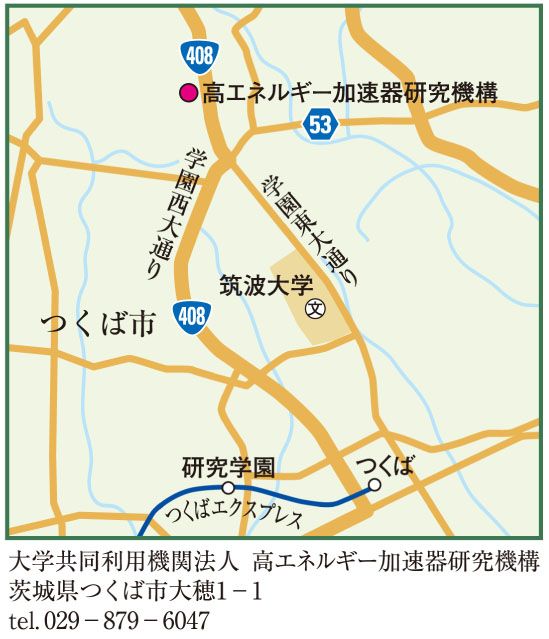 408
高エネルギー加速器研究機構
53
学園西大通り
学園東大通り
筑波大学
文
つくば市
408
研究学園
つくば
つくばエクスプレス
大学共同利用機関法人 高エネルギー加速器研究機構
茨城県つくば市大穂1−1
tel.029−879−6047